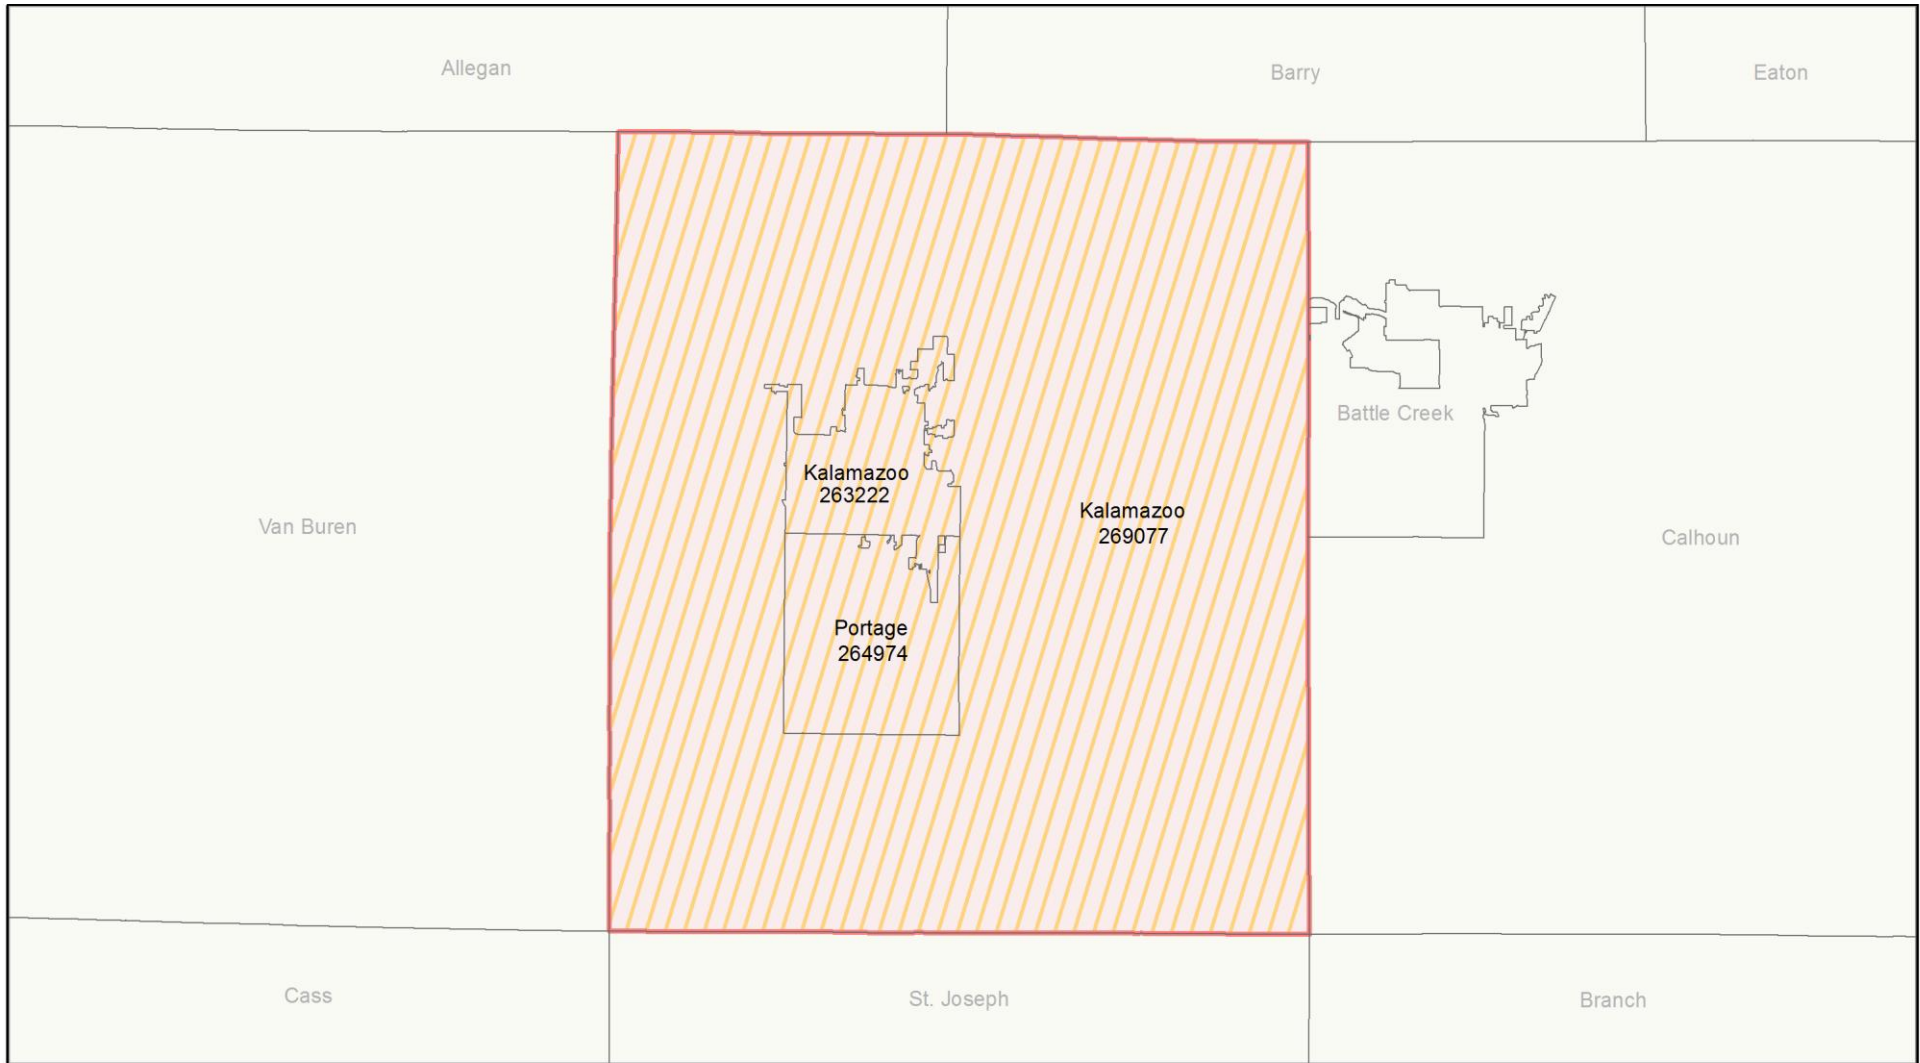 Allegan
Barry
Eaton
Battle Creek
Kalamazoo
263222
Kalamazoo
269077
Van Buren
Calhoun
Portage
264974
Cass
St. Joseph
Branch